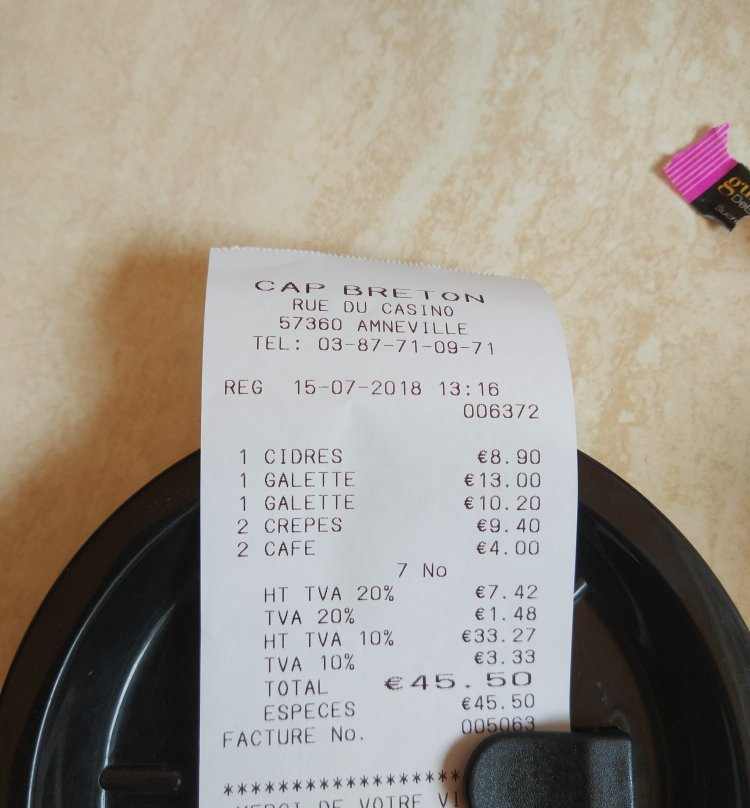 CAP BRETON
RUE DU CASINO
57360 AMNEVILLE
TEL: 03-87-71-09-71
REG 15-07-2018 13:16
006372
1 CIDRES €8.90
1 GALETTE €13.00
1 GALETTE €10.20
2 CREPES €9.40
2 CAFE €4.00
7 No
HT TVA 20% €7.42
TVA 20% €1.48
HT TVA 10% €33.27
TVA 10% €3.33
TOTAL €45.50
ESPECES €45.50
FACTURE No. 005063
******************
MERCI DE VOTRE